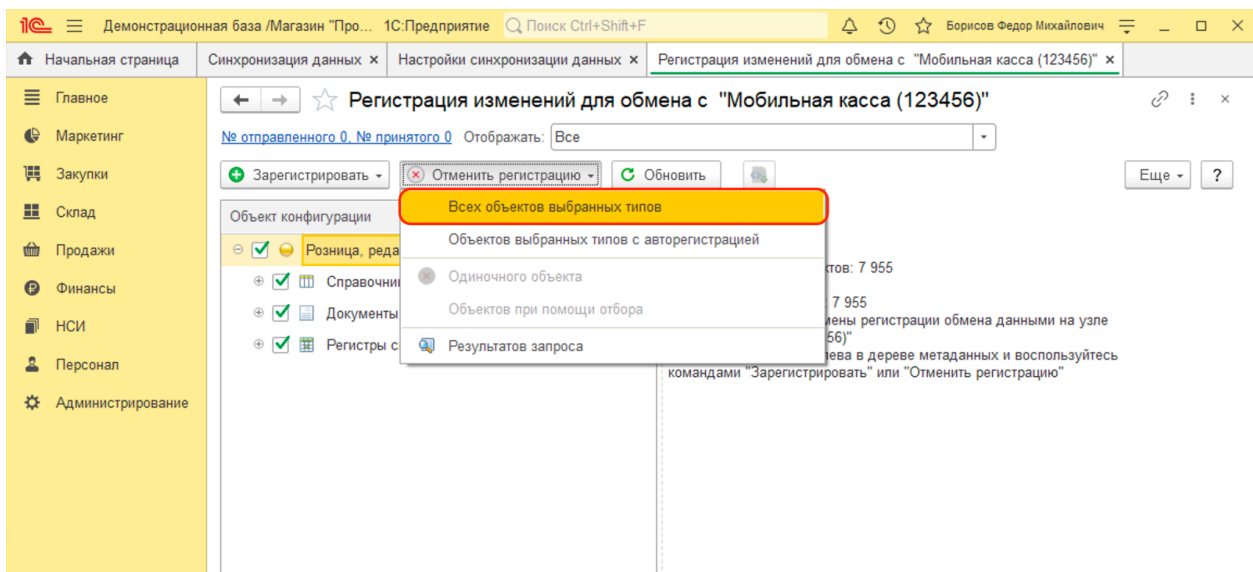 1С Демонстрационная база /Магазин "Про... 1С:Предприятие Поиск Ctrl+Shift+F Борисов Федор Михайлович
Начальная страница Синхронизация данных × Настройки синхронизации данных × Регистрация изменений для обмена с "Мобильная касса (123456)" ×
Главное
Маркетинг
Закупки
Склад
Продажи
Финансы
НСИ
Персонал
Администрирование
Регистрация изменений для обмена с "Мобильная касса (123456)"
№ отправленного 0, № принятого 0 Отображать: Все
Зарегистрировать Отменить регистрацию Обновить Еще ?
Объект конфигурации
Розница, реда
Справочни
Документы
Регистры с
Всех объектов выбранных типов
Объектов выбранных типов с авторегистрацией
Одиночного объекта
Объектов при помощи отбора
Результатов запроса
ктов: 7 955
: 7 955
мены регистрации обмена данными на узле
56)"
лева в дереве метаданных и воспользуйтесь
командами "Зарегистрировать" или "Отменить регистрацию"